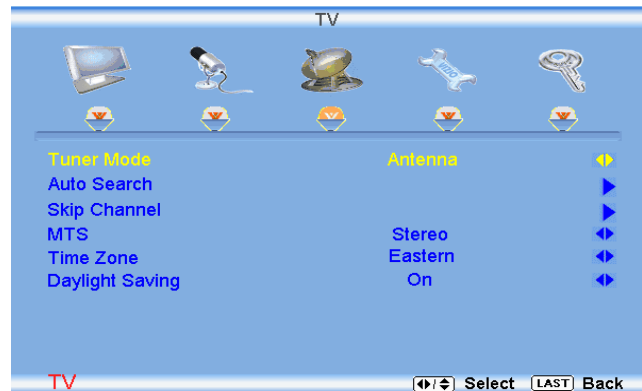 TV
VIZIO
Tuner Mode Antenna
Auto Search
Skip Channel
MTS Stereo
Time Zone Eastern
Daylight Saving On
TV / Select LAST Back